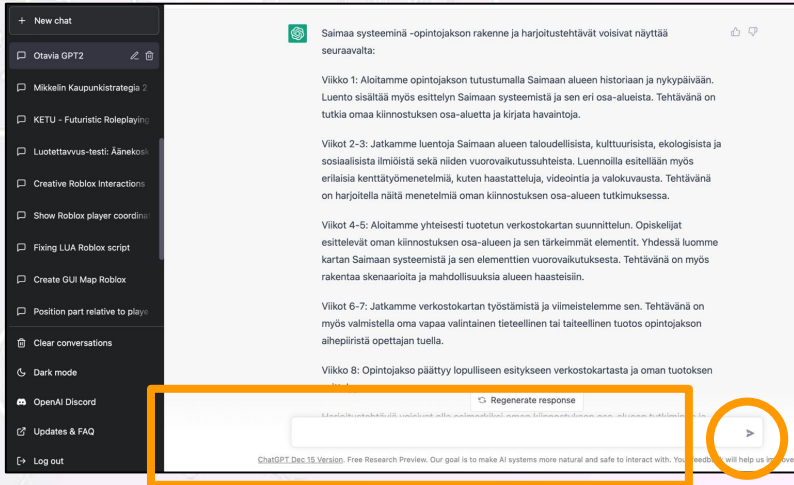 + New chat
Otavia GPT2
Mikkelin Kaupunkistrategia 2
KETU - Futuristic Roleplaying
Luotettavuus-testi: Äänekosk
Creative Roblox Interactions
Show Roblox player coordinat
Fixing LUA Roblox script
Create GUI Map Roblox
Position part relative to playe
Clear conversations
Dark mode
OpenAI Discord
Updates & FAQ
Log out
Saimaa systeeminä -opintojakson rakenne ja harjoitustehtävät voisivat näyttää
seuraavalta:
Viikko 1: Aloitamme opintojakson tutustumalla Saimaan alueen historiaan ja nykypäivään.
Luento sisältää myös esittelyn Saimaan systeemistä ja sen eri osa-alueista. Tehtävänä on
tutkia omaa kiinnostuksen osa-aluetta ja kirjata havaintoja.
Viikot 2-3: Jatkamme luentoja Saimaan alueen taloudellisista, kulttuurisista, ekologisista ja
sosiaalisista ilmiöistä sekä niiden vuorovaikutussuhteista. Luennoilla esitellään myös
erilaisia kenttätyömenetelmiä, kuten haastatteluja, videointia ja valokuvausta. Tehtävänä
on harjoitella näitä menetelmiä oman kiinnostuksen osa-alueen tutkimuksessa.
Viikot 4-5: Aloitamme yhteisesti tuotetun verkostokartan suunnittelun. Opiskelijat
esittelevät oman kiinnostuksen osa-alueen ja sen tärkeimmät elementit. Yhdessä luomme
kartan Saimaan systeemistä ja sen elementtien vuorovaikutuksesta. Tehtävänä on myös
rakentaa skenaarioita ja mahdollisuuksia alueen haasteisiin.
Viikot 6-7: Jatkamme verkostokartan työstämistä ja viimeistelemme sen. Tehtävänä on
myös valmistella oma vapaa valintainen tieteellinen tai taiteellinen tuotos opintojakson
aihepiiristä opettajan tuella.
Viikko 8: Opintojakso päättyy lopulliseen esitykseen verkostokartasta ja oman tuotoksen
Regenerate response
ChatGPT Dec 15 Version. Free Research Preview. Our goal is to make AI systems more natural and safe to interact with. Your feedback will help us improve